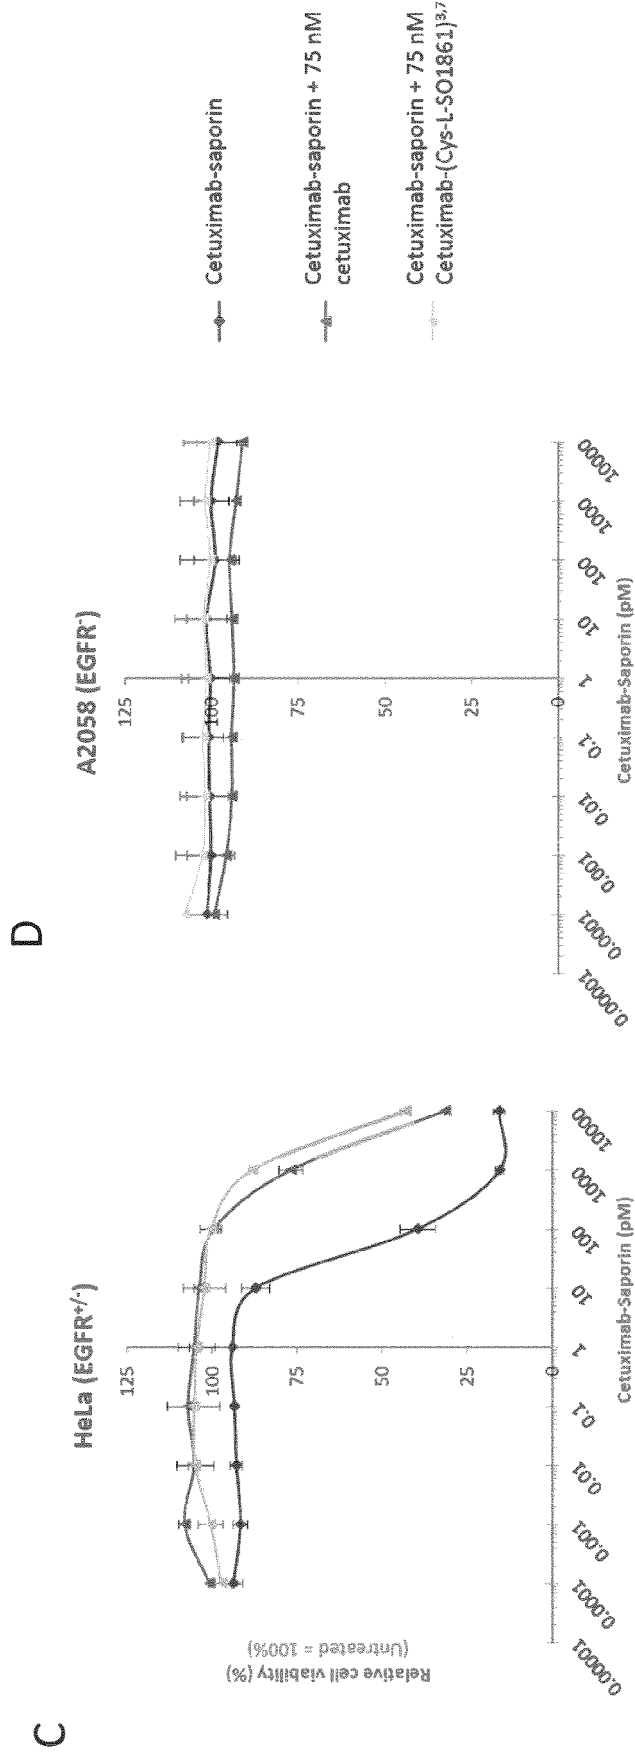 C
HeLa (EGFR⁺/⁻)
Relative cell viability (%)
(Untreated = 100%)
125
100
75
50
25
0
0.00001
0.0001
0.001
0.01
0.1
1
10
100
1000
10000
Cetuximab-Saporin (pM)
D
A2058 (EGFR⁻)
125
100
75
50
25
0
0.00001
0.0001
0.001
0.01
0.1
1
10
100
1000
10000
Cetuximab-Saporin (pM)
Cetuximab-saporin
Cetuximab-saporin + 75 nM
cetuximab
Cetuximab-saporin + 75 nM
Cetuximab-(Cys-L-SO1861)³,⁷